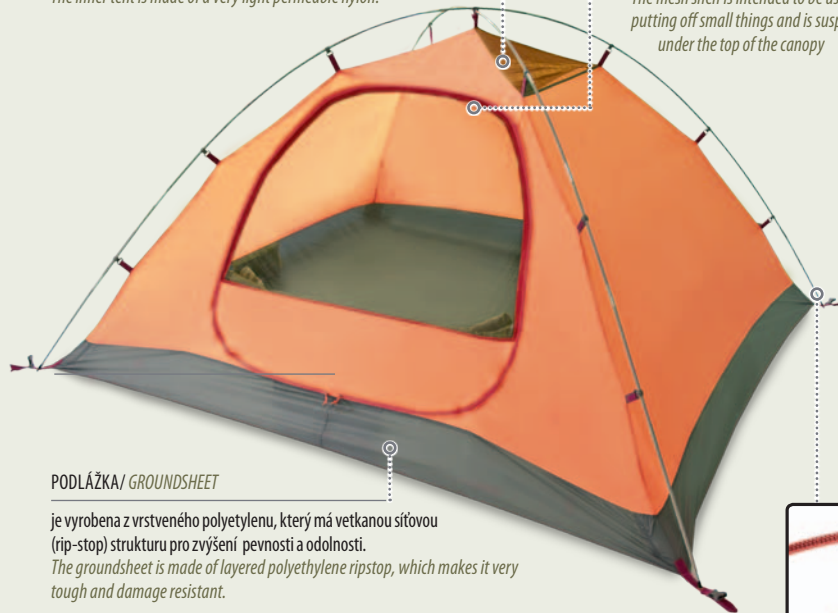 The inner tent is made of a very light permeable nylon.
The mesh shell is intended to be us
putting off small things and is susp
under the top of the canopy
PODLÁŽKA/ GROUNDSHEET
je vyrobena z vrstveného polyetylenu, který má vetkanou síťovou
(rip-stop) strukturu pro zvýšení pevnosti a odolnosti.
The groundsheet is made of layered polyethylene ripstop, which makes it very
tough and damage resistant.